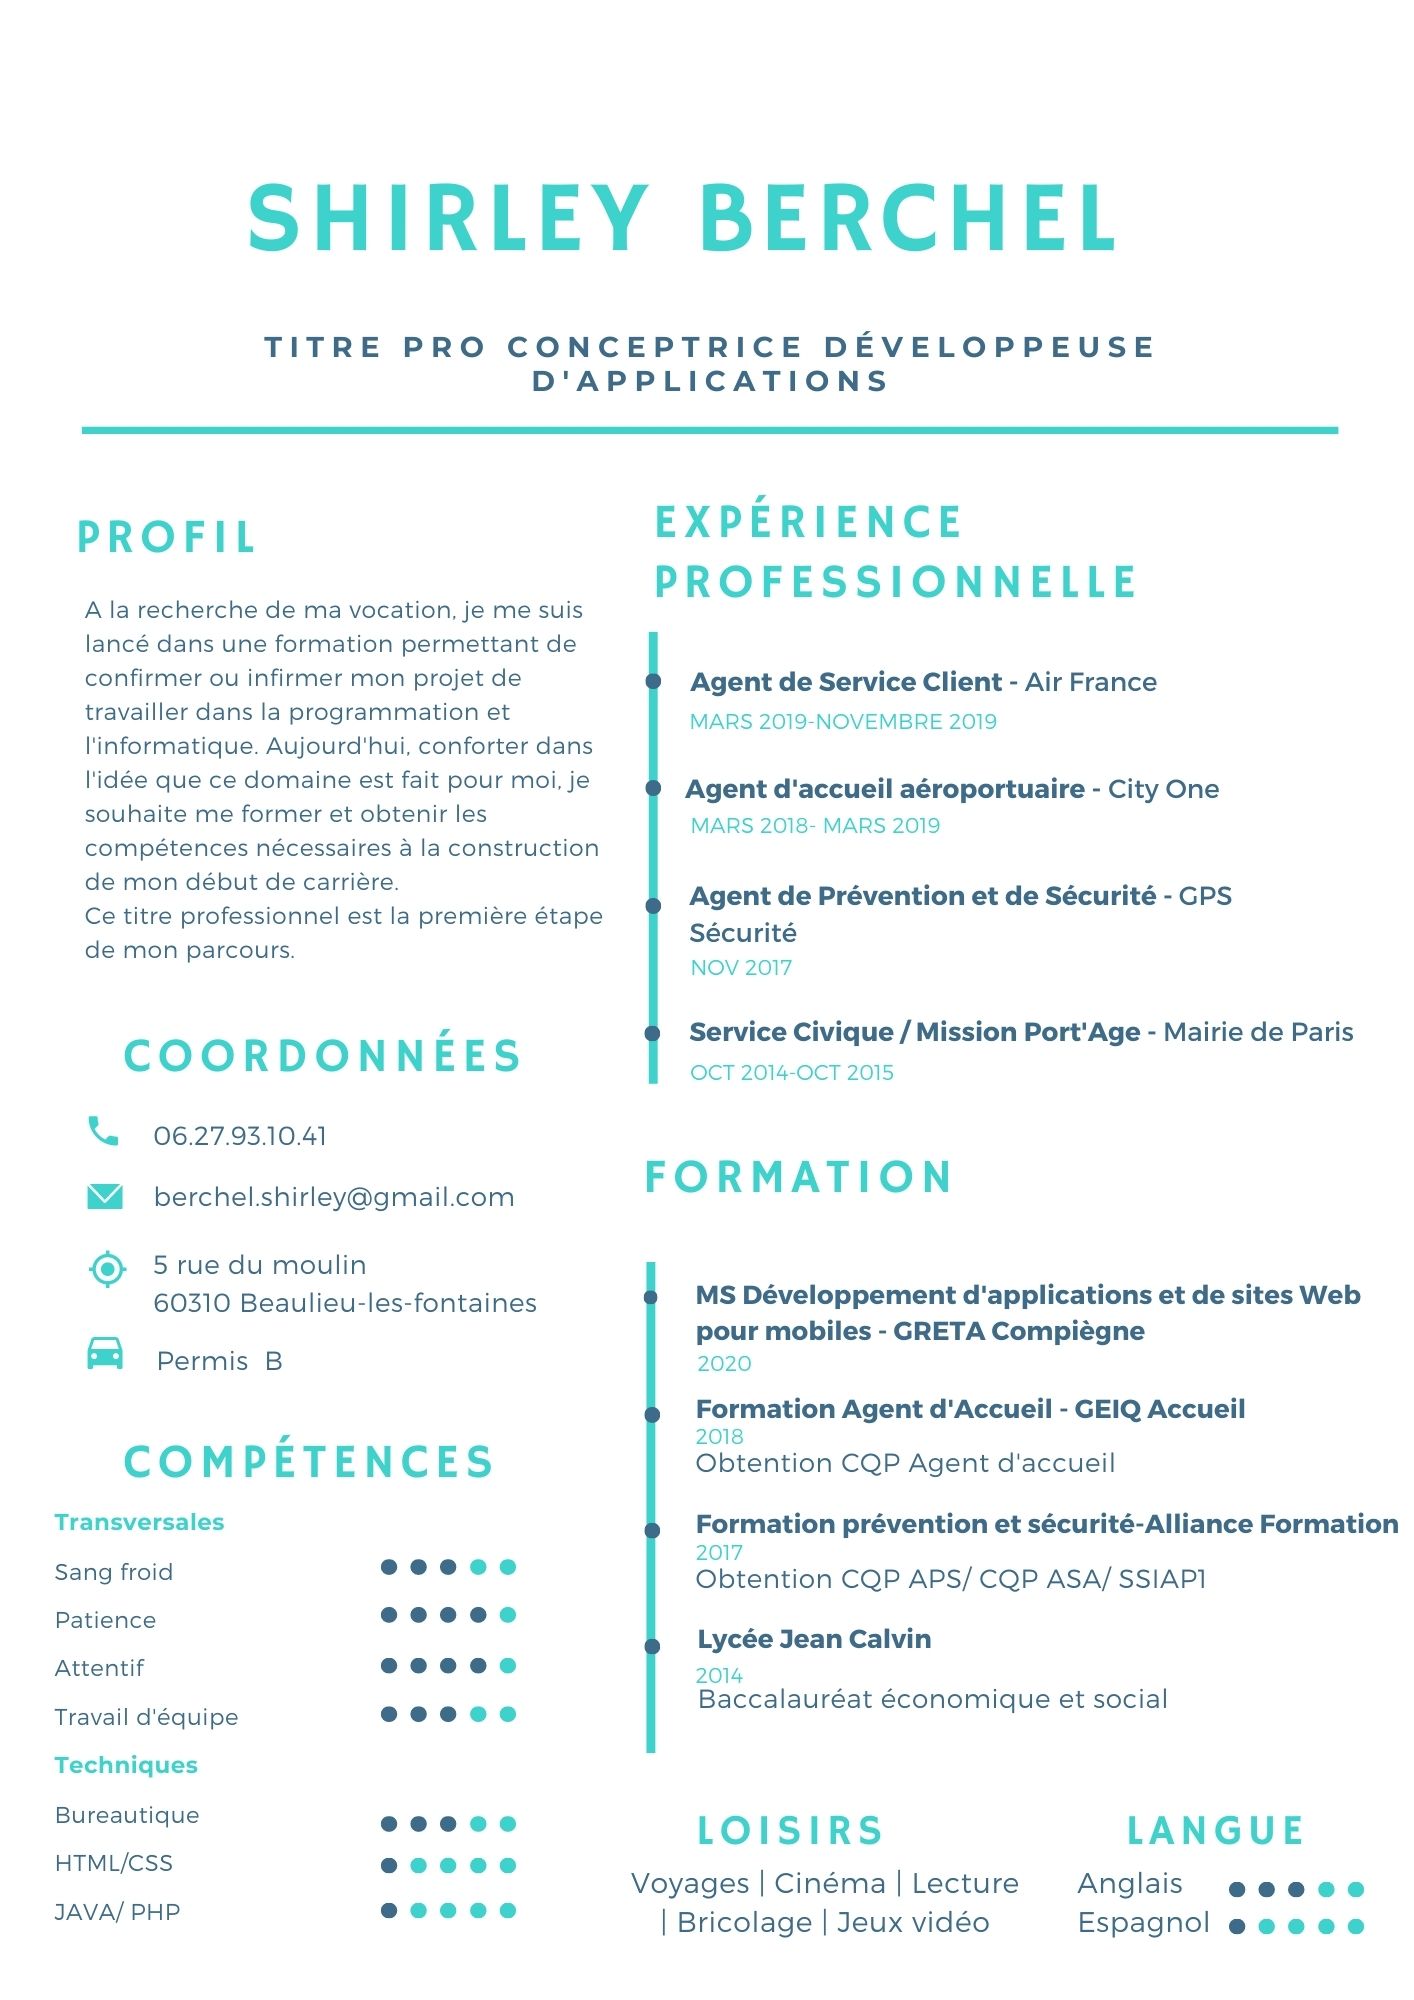 SHIRLEY BERCHEL
TITRE PRO CONCEPTRICE DÉVELOPPEUSE
D'APPLICATIONS
PROFIL
A la recherche de ma vocation, je me suis
lancé dans une formation permettant de
confirmer ou infirmer mon projet de
travailler dans la programmation et
l'informatique. Aujourd'hui, conforter dans
l'idée que ce domaine est fait pour moi, je
souhaite me former et obtenir les
compétences nécessaires à la construction
de mon début de carrière.
Ce titre professionnel est la première étape
de mon parcours.
COORDONNÉES
06.27.93.10.41
berchel.shirley@gmail.com
5 rue du moulin
60310 Beaulieu-les-fontaines
Permis B
COMPÉTENCES
Transversales
Sang froid
Patience
Attentif
Travail d'équipe
Techniques
Bureautique
HTML/CSS
JAVA/ PHP
EXPÉRIENCE
PROFESSIONNELLE
Agent de Service Client - Air France
MARS 2019-NOVEMBRE 2019
Agent d'accueil aéroportuaire - City One
MARS 2018- MARS 2019
Agent de Prévention et de Sécurité - GPS
Sécurité
NOV 2017
Service Civique / Mission Port'Age - Mairie de Paris
OCT 2014-OCT 2015
FORMATION
MS Développement d'applications et de sites Web
pour mobiles - GRETA Compiègne
2020
Formation Agent d'Accueil - GEIQ Accueil
2018
Obtention CQP Agent d'accueil
Formation prévention et sécurité-Alliance Formation
2017
Obtention CQP APS/ CQP ASA/ SSIAP1
Lycée Jean Calvin
2014
Baccalauréat économique et social
LOISIRS
Voyages | Cinéma | Lecture
| Bricolage | Jeux vidéo
LANGUE
Anglais
Espagnol